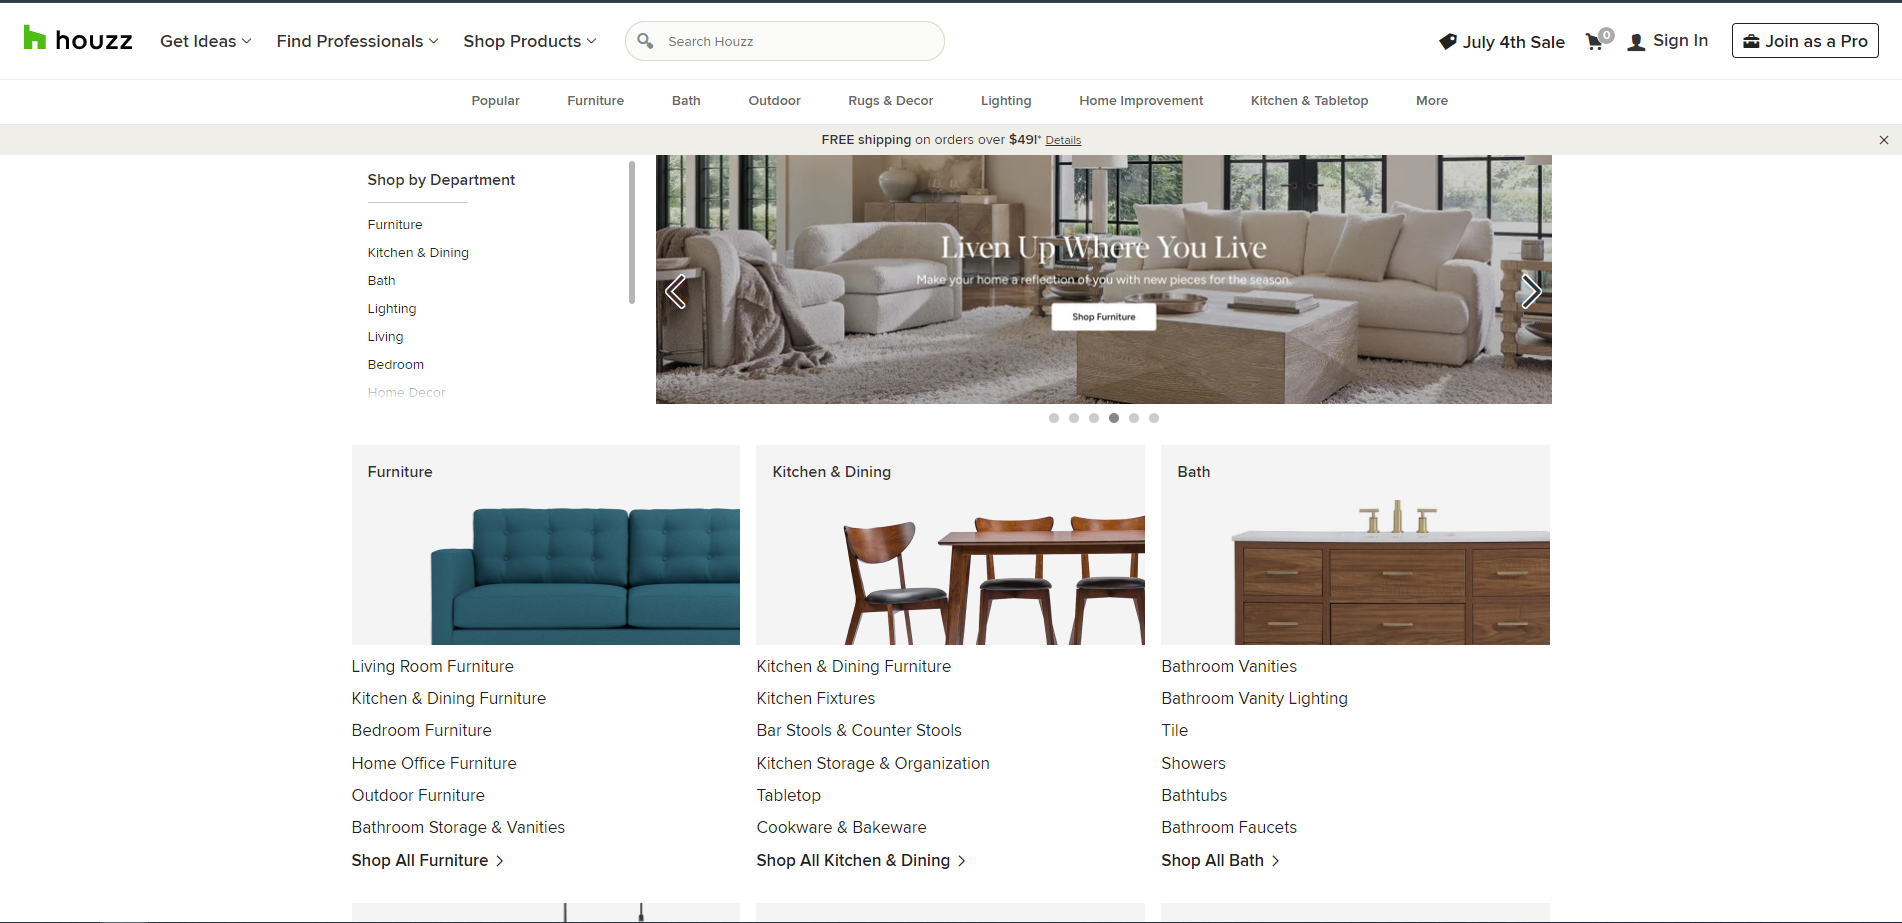 houzz
Get Ideas
Find Professionals
Shop Products
Search Houzz
July 4th Sale
0
Sign In
Join as a Pro
Popular
Furniture
Bath
Outdoor
Rugs & Decor
Lighting
Home Improvement
Kitchen & Tabletop
More
FREE shipping on orders over $49!* Details
Shop by Department
Furniture
Kitchen & Dining
Bath
Lighting
Living
Bedroom
Home Decor
Liven Up Where You Live
Make your home a reflection of you with new pieces for the season.
Shop Furniture
Furniture
Living Room Furniture
Kitchen & Dining Furniture
Bedroom Furniture
Home Office Furniture
Outdoor Furniture
Bathroom Storage & Vanities
Shop All Furniture
Kitchen & Dining
Kitchen & Dining Furniture
Kitchen Fixtures
Bar Stools & Counter Stools
Kitchen Storage & Organization
Tabletop
Cookware & Bakeware
Shop All Kitchen & Dining
Bath
Bathroom Vanities
Bathroom Vanity Lighting
Tile
Showers
Bathtubs
Bathroom Faucets
Shop All Bath